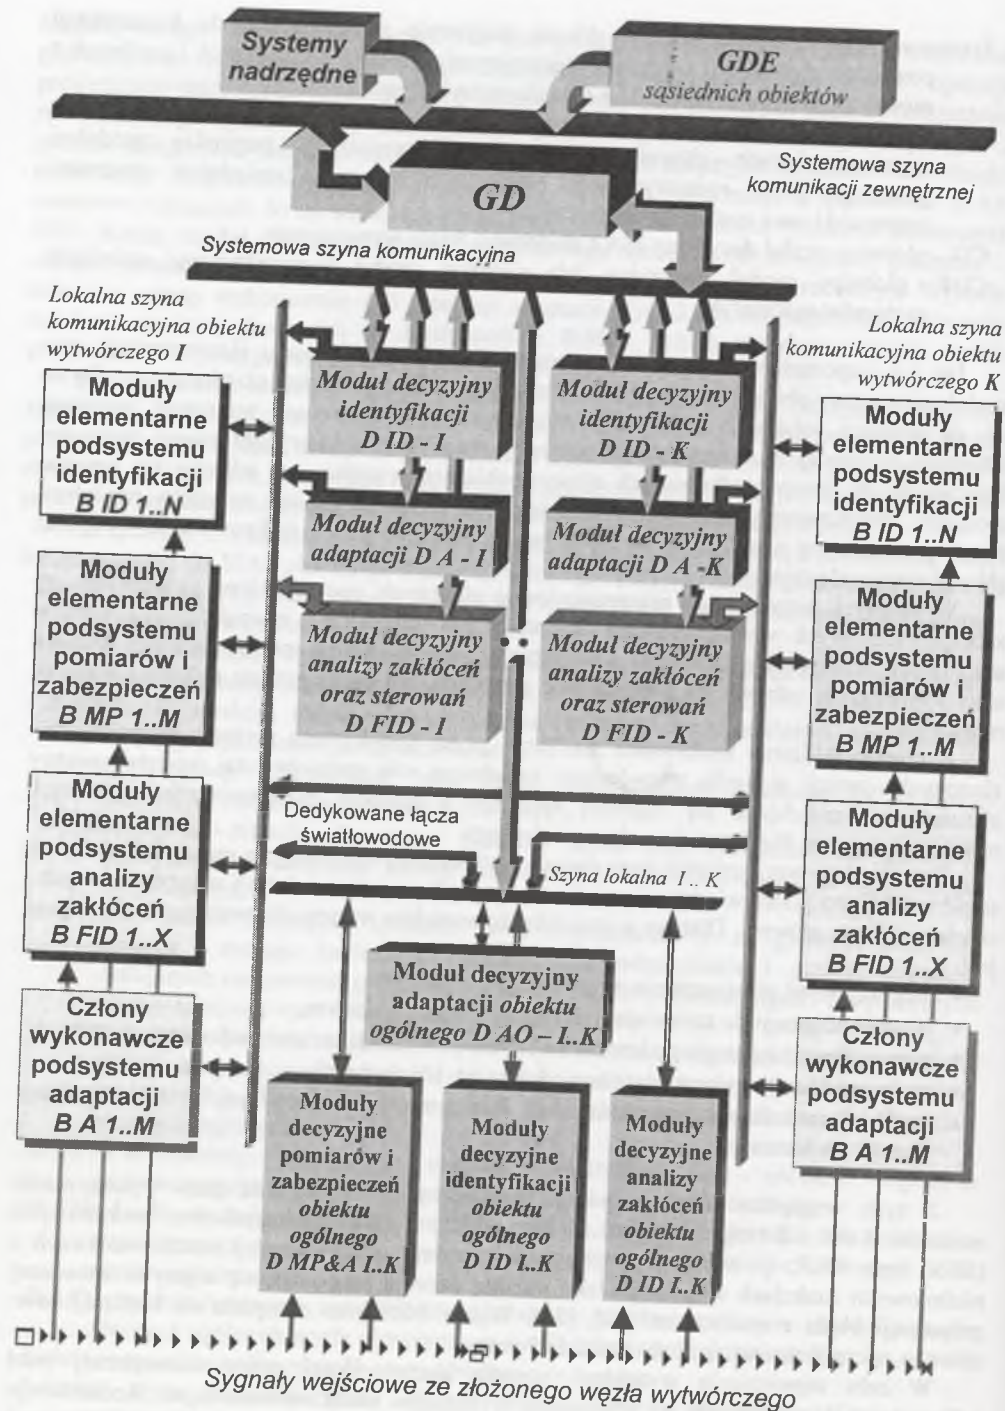 Systemy
nadrzędne
GDE
sąsiednich obiektów
Systemowa szyna
komunikacji zewnętrznej
GD
Systemowa szyna komunikacyjna
Lokalna szyna
komunikacyjna obiektu
wytwórczego I
Lokalna szyna
komunikacyjna obiektu
wytwórczego K
Moduły
elementarne
podsystemu
identyfikacji
B ID 1..N
Moduł decyzyjny
identyfikacji
D ID - I
Moduł decyzyjny
identyfikacji
D ID - K
Moduły
elementarne
podsystemu
identyfikacji
B ID 1..N
Moduł decyzyjny
adaptacji D A - I
Moduł decyzyjny
adaptacji D A -K
Moduły
elementarne
podsystemu
pomiarów i
zabezpieczeń
B MP 1..M
Moduł decyzyjny
analizy zakłóceń
oraz sterowań
D FID - I
Moduł decyzyjny
analizy zakłóceń
oraz sterowań
D FID - K
Moduły
elementarne
podsystemu
pomiarów i
zabezpieczeń
B MP 1..M
Moduły
elementarne
podsystemu
analizy
zakłóceń
B FID 1..X
Dedykowane łącza
światłowodowe
Szyna lokalna I .. K
Moduły
elementarne
podsystemu
analizy
zakłóceń
B FID 1..X
Moduł decyzyjny
adaptacji obiektu
ogólnego D AO – I..K
Człony
wykonawcze
podsystemu
adaptacji
B A 1..M
Moduły
decyzyjne
pomiarów i
zabezpieczeń
obiektu
ogólnego
D MP&A I..K
Moduły
decyzyjne
identyfikacji
obiektu
ogólnego
D ID I..K
Moduły
decyzyjne
analizy
zakłóceń
obiektu
ogólnego
D ID I..K
Człony
wykonawcze
podsystemu
adaptacji
B A 1..M
Sygnały wejściowe ze złożonego węzła wytwórczego